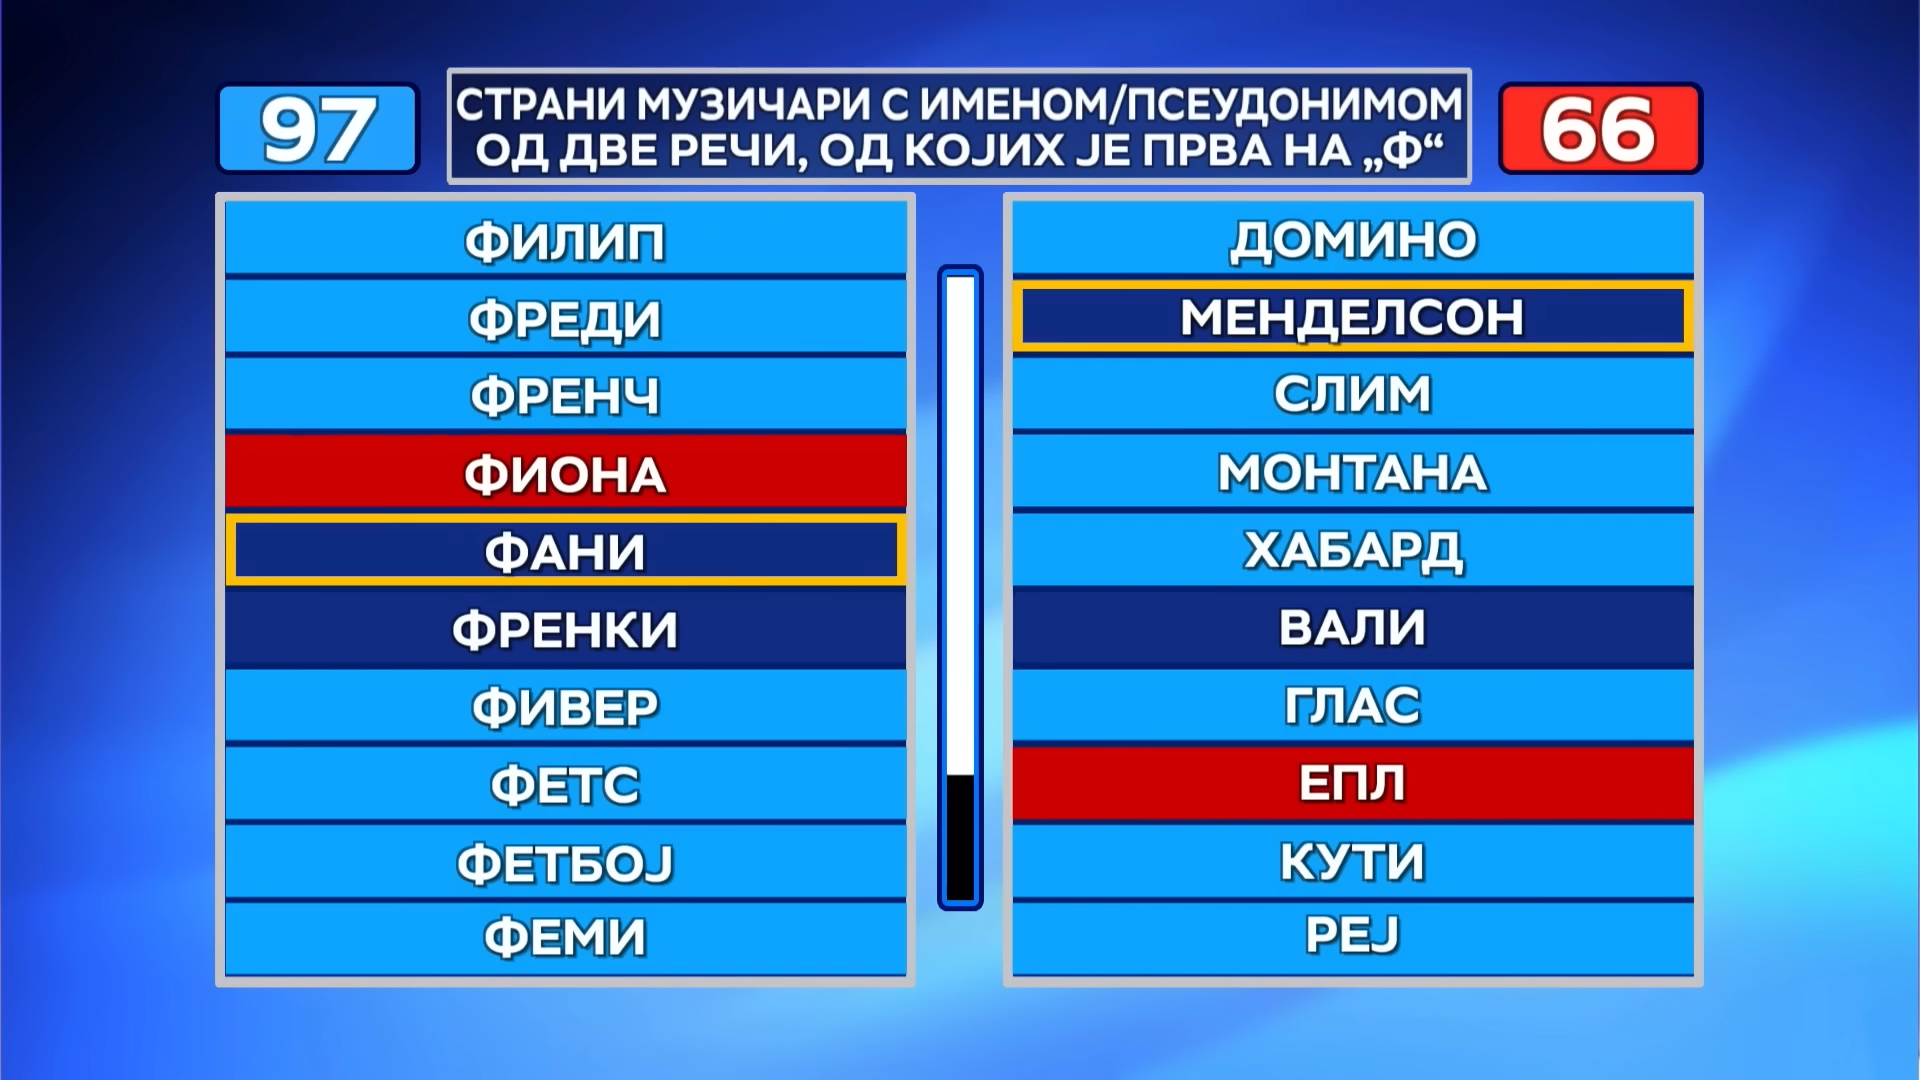 97
СТРАНИ МУЗИЧАРИ С ИМЕНОМ/ПСЕУДОНИМОМ
ОД ДВЕ РЕЧИ, ОД КОЈИХ ЈЕ ПРВА НА „Ф“
66
ФИЛИП
ДОМИНО
ФРЕДИ
МЕНДЕЛСОН
ФРЕНЧ
СЛИМ
ФИОНА
МОНТАНА
ФАНИ
ХАБАРД
ФРЕНКИ
ВАЛИ
ФИВЕР
ГЛАС
ФЕТС
ЕПЛ
ФЕТБОЈ
КУТИ
ФЕМИ
РЕЈ